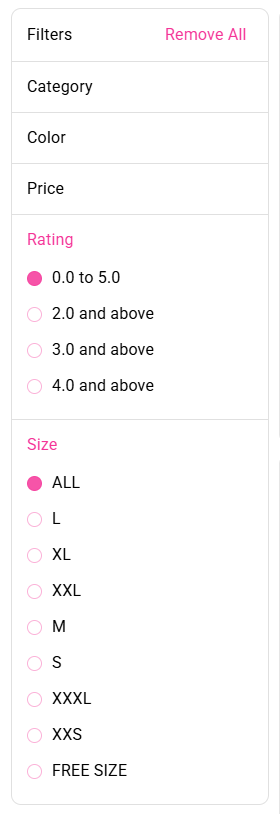 Filters Remove All
Category
Color
Price
Rating
0.0 to 5.0
2.0 and above
3.0 and above
4.0 and above
Size
ALL
L
XL
XXL
M
S
XXXL
XXS
FREE SIZE